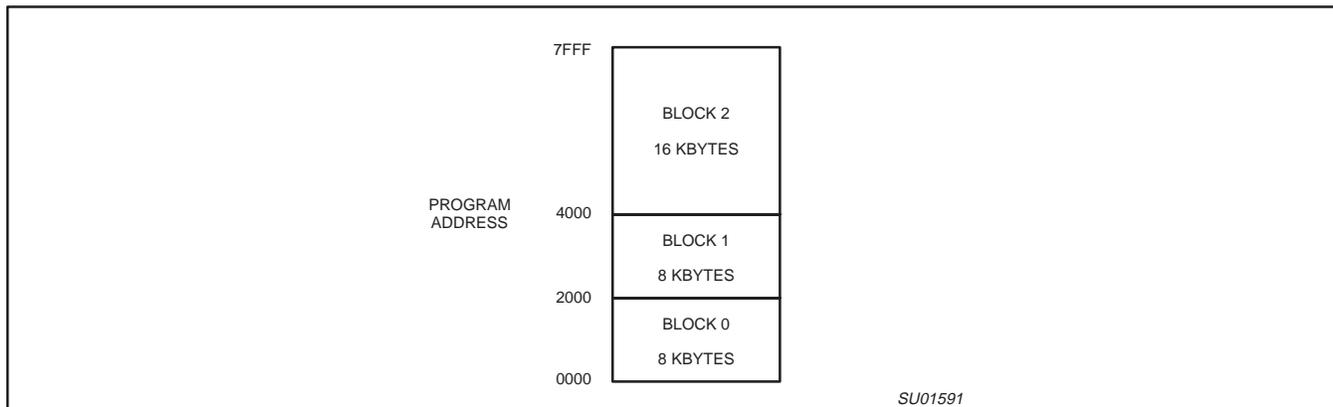 7FFF
BLOCK 2
16 KBYTES
PROGRAM
ADDRESS
4000
BLOCK 1
8 KBYTES
2000
BLOCK 0
8 KBYTES
0000
SU01591